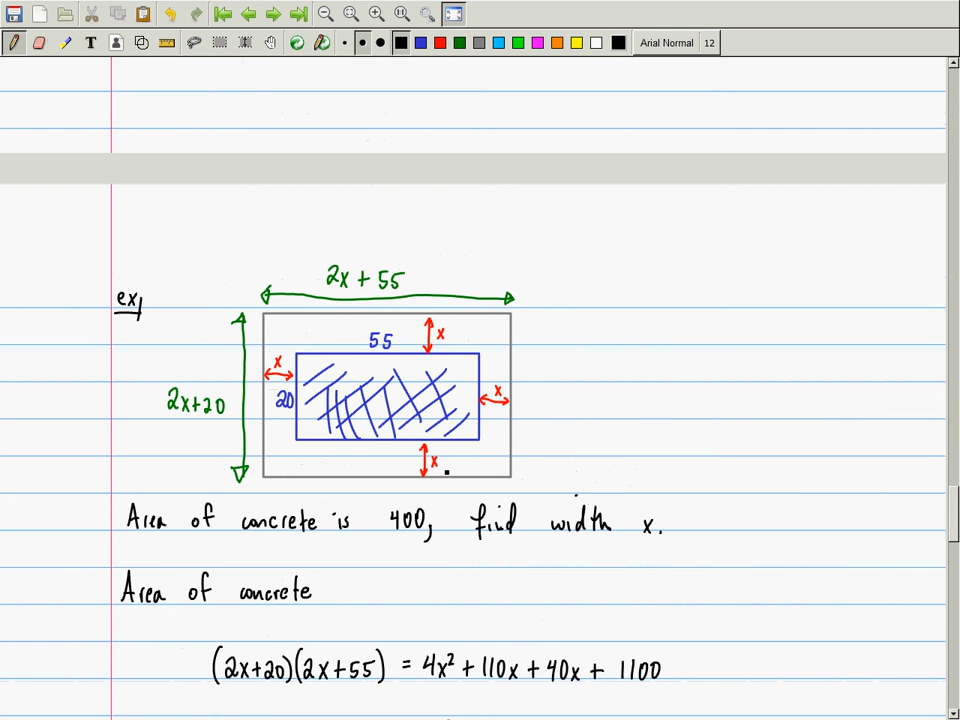 Arial Normal 12
2x + 55
ex1
55
x
x
2x+20
20
x
x
Area of concrete is 400, find width x.
Area of concrete
(2x+20)(2x+55) = 4x² + 110x + 40x + 1100